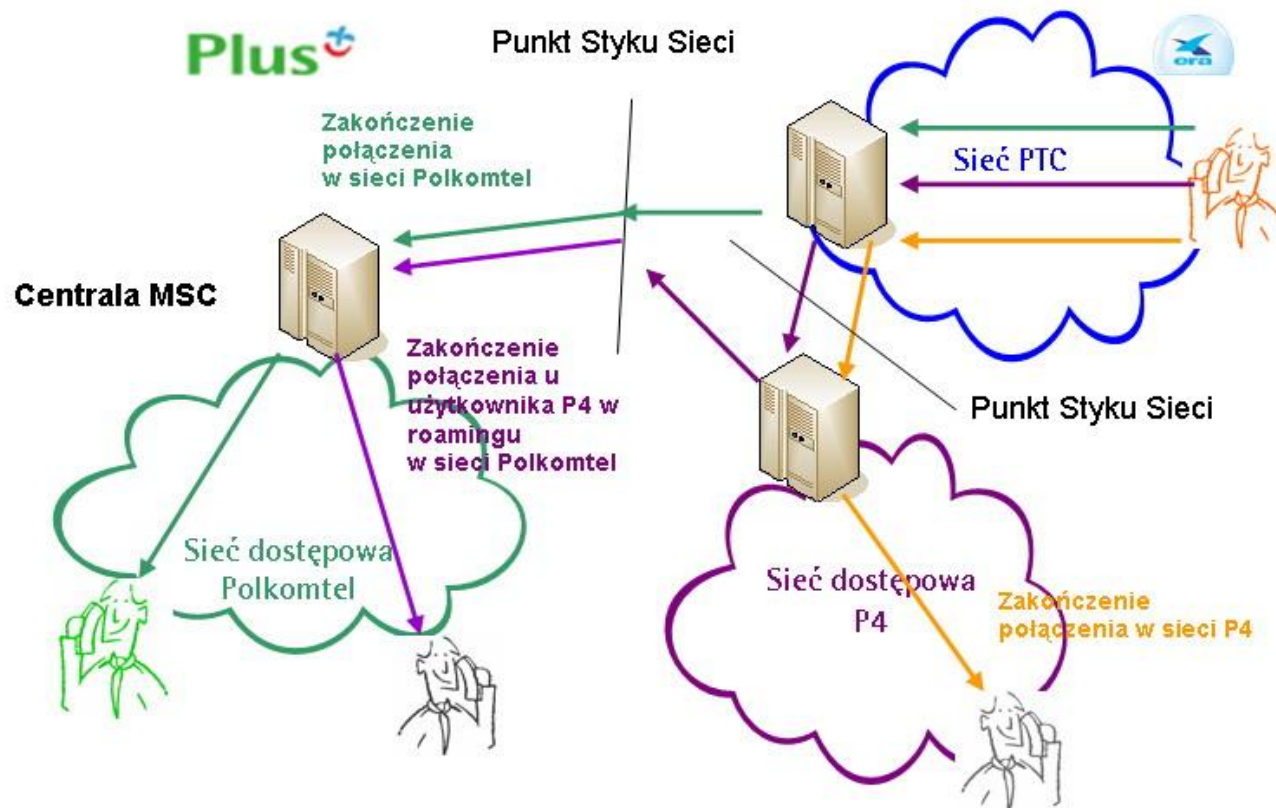 Plus
Punkt Styku Sieci
era
Zakończenie
połączenia
w sieci Polkomtel
Sieć PTC
Centrala MSC
Zakończenie
połączenia u
użytkownika P4 w
roamingu
w sieci Polkomtel
Punkt Styku Sieci
Sieć dostępowa
Polkomtel
Sieć dostępowa
P4
Zakończenie
połączenia w sieci P4